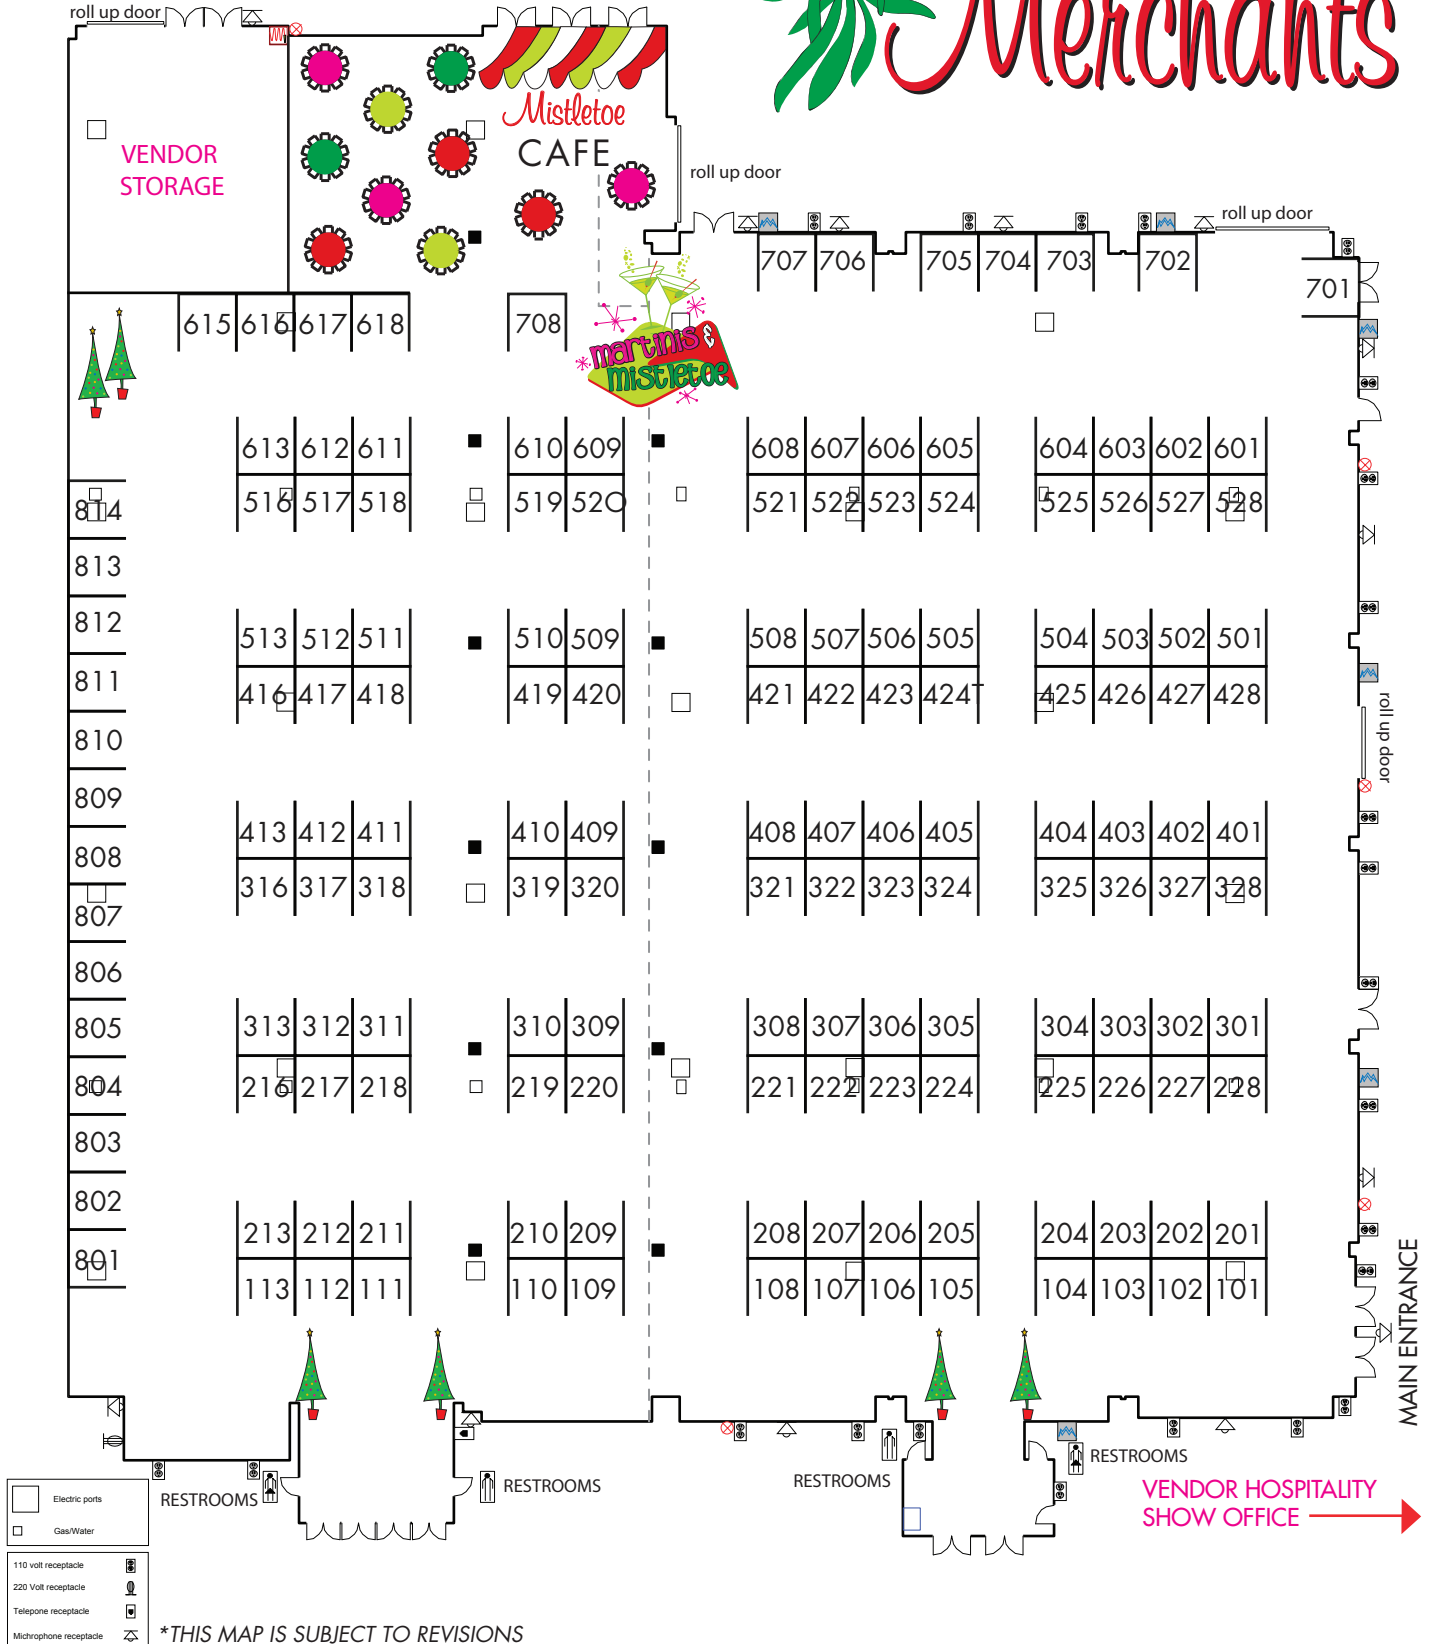 Merchants
roll up door
Mistletoe
CAFE
VENDOR
STORAGE
roll up door
roll up door
707 706 705 704 703 702
701
615 616 617 618 708
martinis &
mistletoe
613 612 611 610 609 608 607 606 605 604 603 602 601
516 517 518 519 520 521 522 523 524 525 526 527 528
814
813
812
513 512 511 510 509 508 507 506 505 504 503 502 501
811
416 417 418 419 420 421 422 423 424T 425 426 427 428
roll up door
810
809
413 412 411 410 409 408 407 406 405 404 403 402 401
808
316 317 318 319 320 321 322 323 324 325 326 327 328
807
806
805
313 312 311 310 309 308 307 306 305 304 303 302 301
804
216 217 218 219 220 221 222 223 224 225 226 227 228
803
802
213 212 211 210 209 208 207 206 205 204 203 202 201
801
113 112 111 110 109 108 107 106 105 104 103 102 101
MAIN ENTRANCE
RESTROOMS
RESTROOMS
RESTROOMS
RESTROOMS
VENDOR HOSPITALITY
SHOW OFFICE
Electric ports
Gas/Water
110 volt receptacle
220 Volt receptacle
Telepone receptacle
Michrophone receptacle
*THIS MAP IS SUBJECT TO REVISIONS